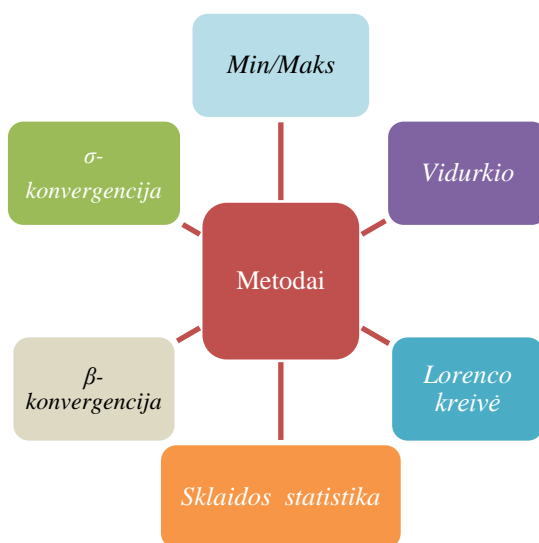 Min/Maks
σ-
konvergencija
Vidurkio
Metodai
β-
konvergencija
Lorenco
kreivė
Sklaidos statistika